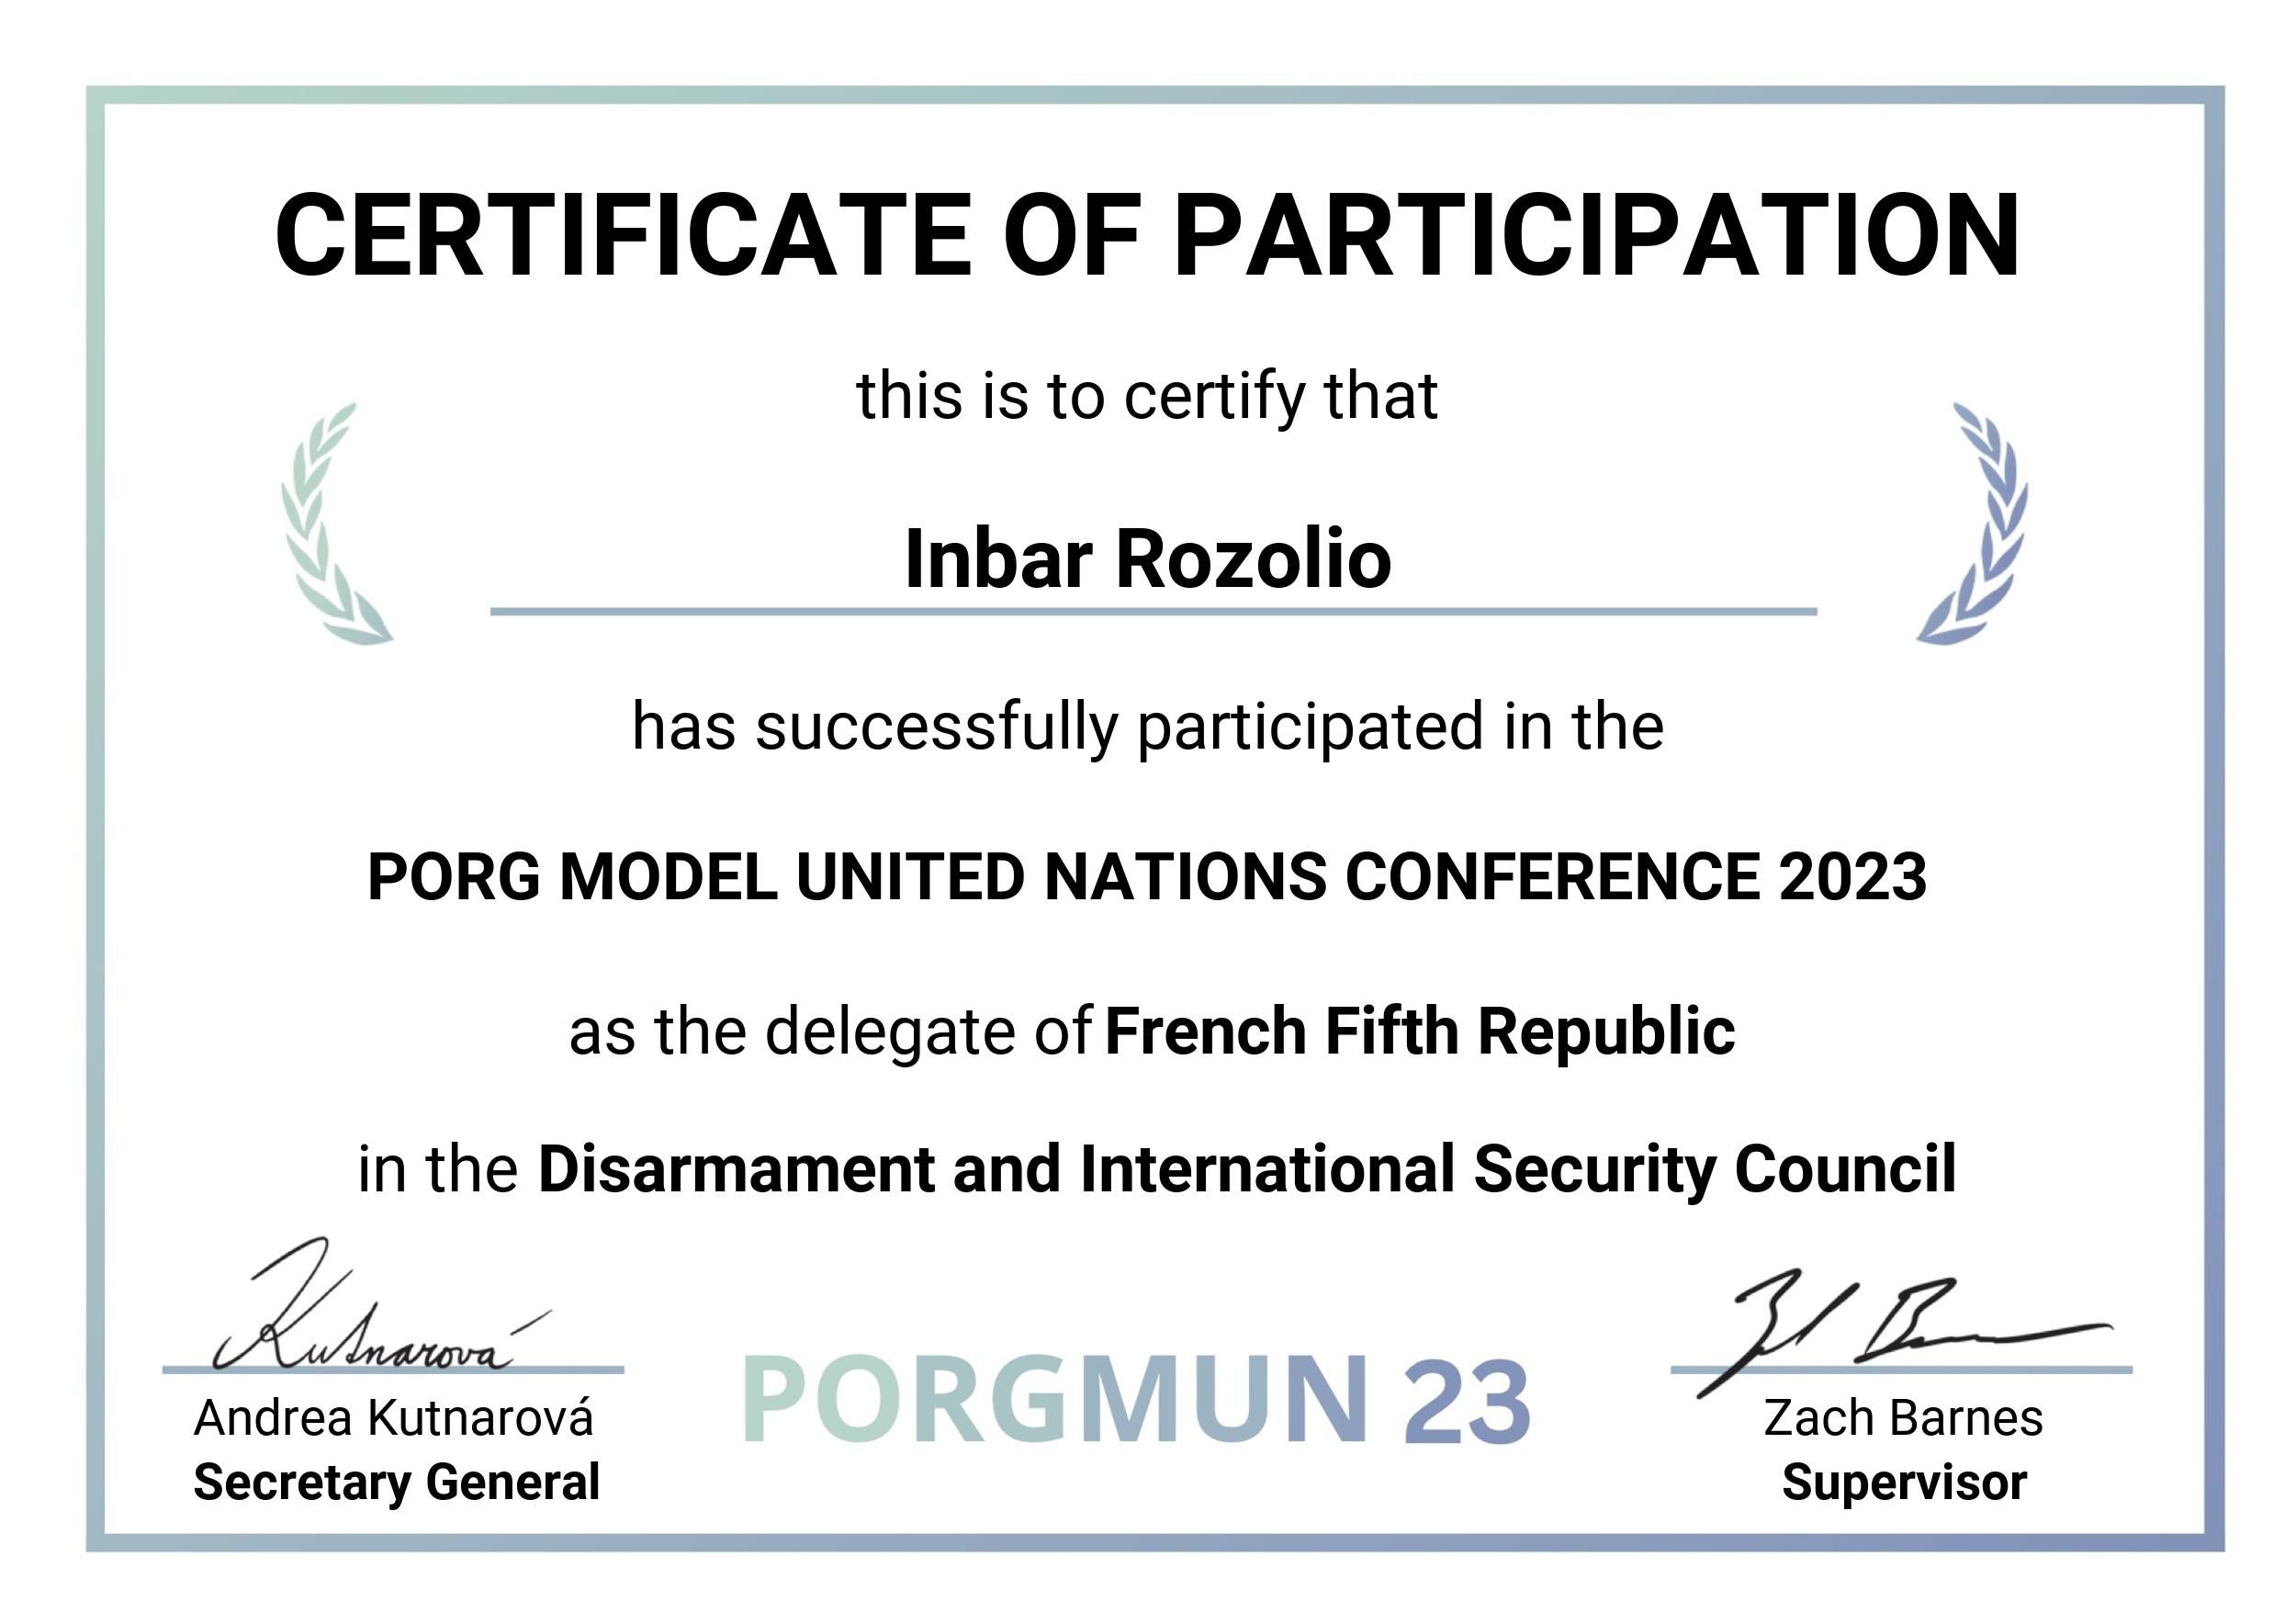 CERTIFICATE OF PARTICIPATION
this is to certify that
Inbar Rozolio
has successfully participated in the
PORG MODEL UNITED NATIONS CONFERENCE 2023
as the delegate of French Fifth Republic
in the Disarmament and International Security Council
Kutnarová
Andrea Kutnarová
Secretary General
PORGMUN 23
Zach Barnes
Supervisor